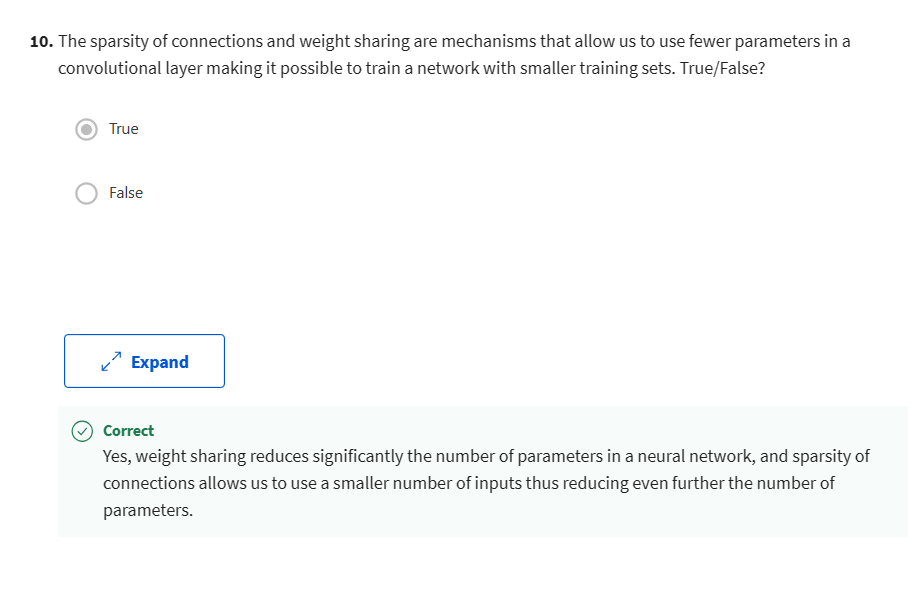 10. The sparsity of connections and weight sharing are mechanisms that allow us to use fewer parameters in a
convolutional layer making it possible to train a network with smaller training sets. True/False?
True
False
Expand
Correct
Yes, weight sharing reduces significantly the number of parameters in a neural network, and sparsity of
connections allows us to use a smaller number of inputs thus reducing even further the number of
parameters.